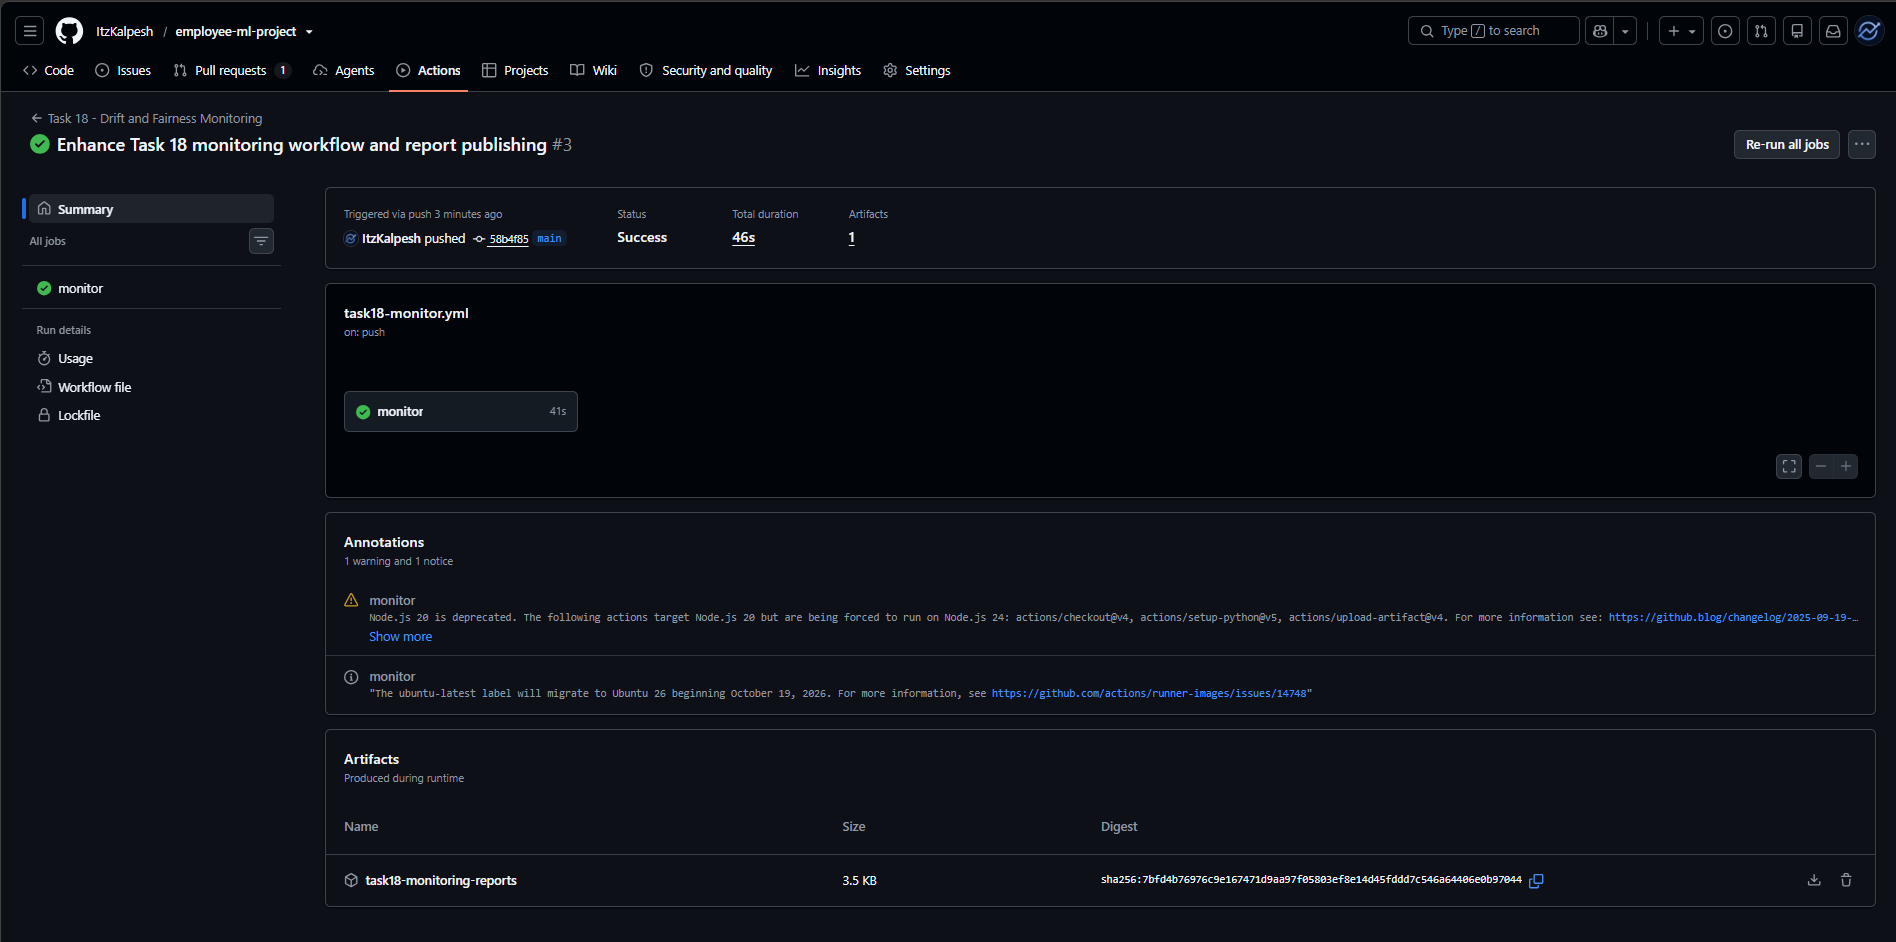 ItzKalpesh / employee-ml-project
Type / to search
Code Issues Pull requests 1 Agents Actions Projects Wiki Security and quality Insights Settings
Task 18 - Drift and Fairness Monitoring
Enhance Task 18 monitoring workflow and report publishing #3
Re-run all jobs
Summary
All jobs
monitor
Run details
Usage
Workflow file
Lockfile
Triggered via push 3 minutes ago
ItzKalpesh pushed 58b4f85 main
Status
Success
Total duration
46s
Artifacts
1
task18-monitor.yml
on: push
monitor 41s
Annotations
1 warning and 1 notice
monitor
Node.js 20 is deprecated. The following actions target Node.js 20 but are being forced to run on Node.js 24: actions/checkout@v4, actions/setup-python@v5, actions/upload-artifact@v4. For more information see: https://github.blog/changelog/2025-09-19-…
Show more
monitor
"The ubuntu-latest label will migrate to Ubuntu 26 beginning October 19, 2026. For more information, see https://github.com/actions/runner-images/issues/14748"
Artifacts
Produced during runtime
Name Size Digest
task18-monitoring-reports 3.5 KB sha256:7bfd4b76976c9e167471d9aa97f05803ef8e14d45fddd7c546a64406e0b97044